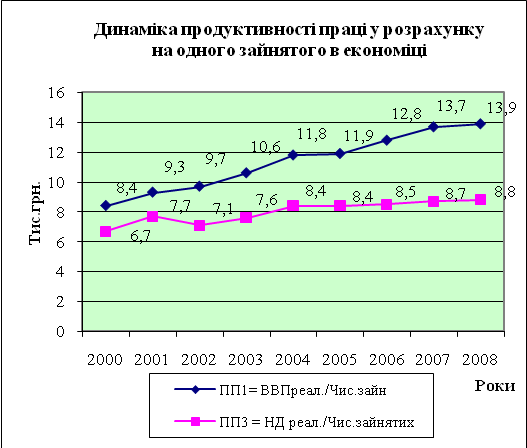 Динаміка продуктивності праці у розрахунку
на одного зайнятого в економіці
Тис.грн.
16
14
12
10
8
6
4
2
0
8,4 9,3 9,7 10,6 11,8 11,9 12,8 13,7 13,9
6,7 7,7 7,1 7,6 8,4 8,4 8,5 8,7 8,8
2000 2001 2002 2003 2004 2005 2006 2007 2008
Роки
ПП1= ВВПреал./Чис.зайн
ПП3 = НД реал./Чис.зайнятих